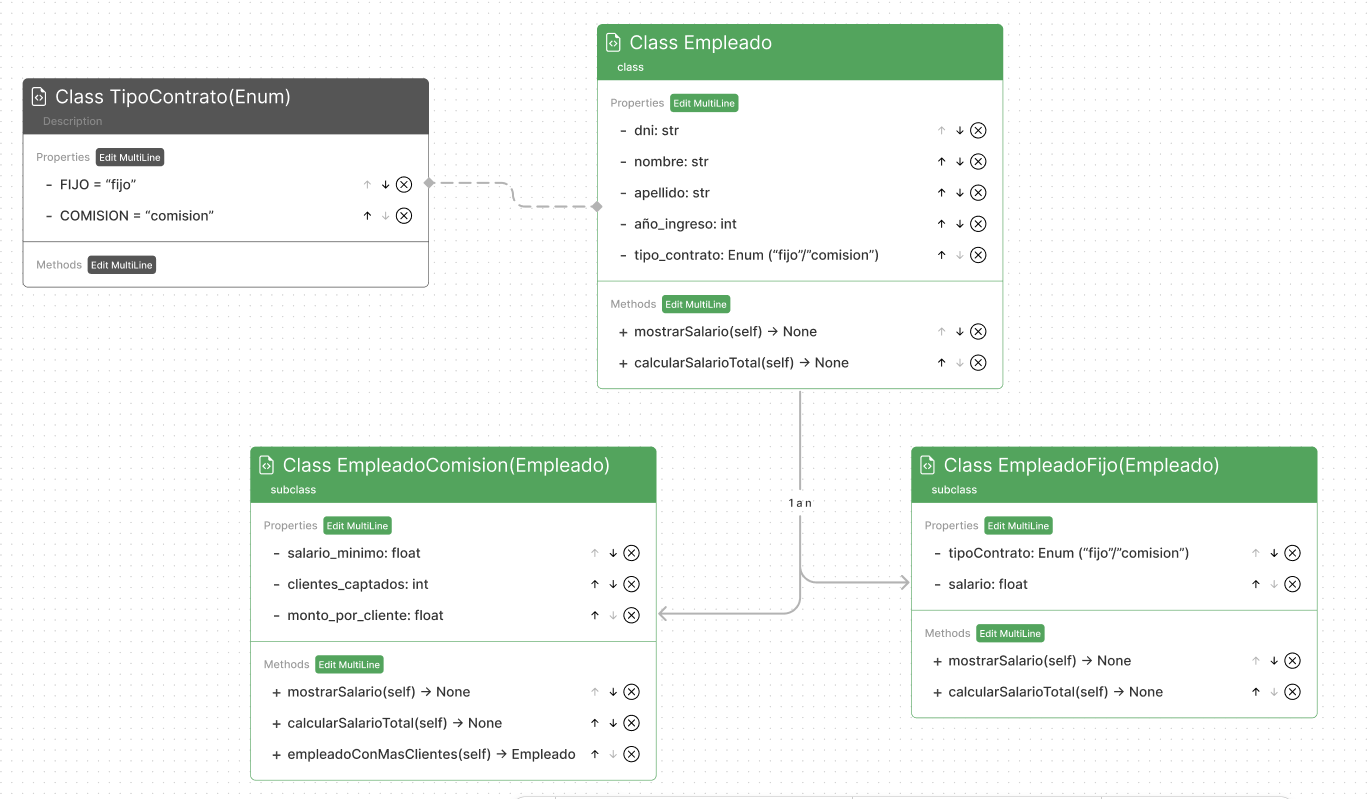 Class TipoContrato(Enum)
Description
Properties Edit MultiLine
- FIJO = “fijo”
- COMISION = “comision”
Methods Edit MultiLine
Class Empleado
class
Properties Edit MultiLine
- dni: str
- nombre: str
- apellido: str
- año_ingreso: int
- tipo_contrato: Enum (“fijo”/”comision”)
Methods Edit MultiLine
+ mostrarSalario(self) → None
+ calcularSalarioTotal(self) → None
1 a n
Class EmpleadoComision(Empleado)
subclass
Properties Edit MultiLine
- salario_minimo: float
- clientes_captados: int
- monto_por_cliente: float
Methods Edit MultiLine
+ mostrarSalario(self) → None
+ calcularSalarioTotal(self) → None
+ empleadoConMasClientes(self) → Empleado
Class EmpleadoFijo(Empleado)
subclass
Properties Edit MultiLine
- tipoContrato: Enum (“fijo”/”comision”)
- salario: float
Methods Edit MultiLine
+ mostrarSalario(self) → None
+ calcularSalarioTotal(self) → None